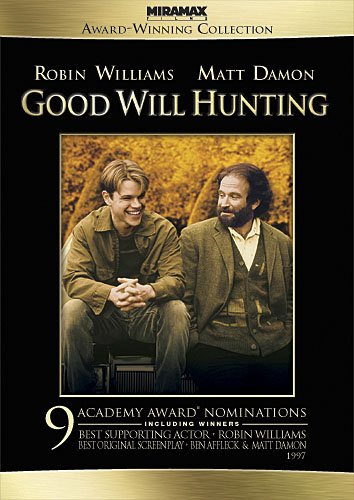 MIRAMAX
FILMS
AWARD-WINNING COLLECTION
ROBIN WILLIAMS MATT DAMON
GOOD WILL HUNTING
9 ACADEMY AWARD® NOMINATIONS
INCLUDING WINNERS
BEST SUPPORTING ACTOR · ROBIN WILLIAMS
BEST ORIGINAL SCREENPLAY · BEN AFFLECK & MATT DAMON
1997